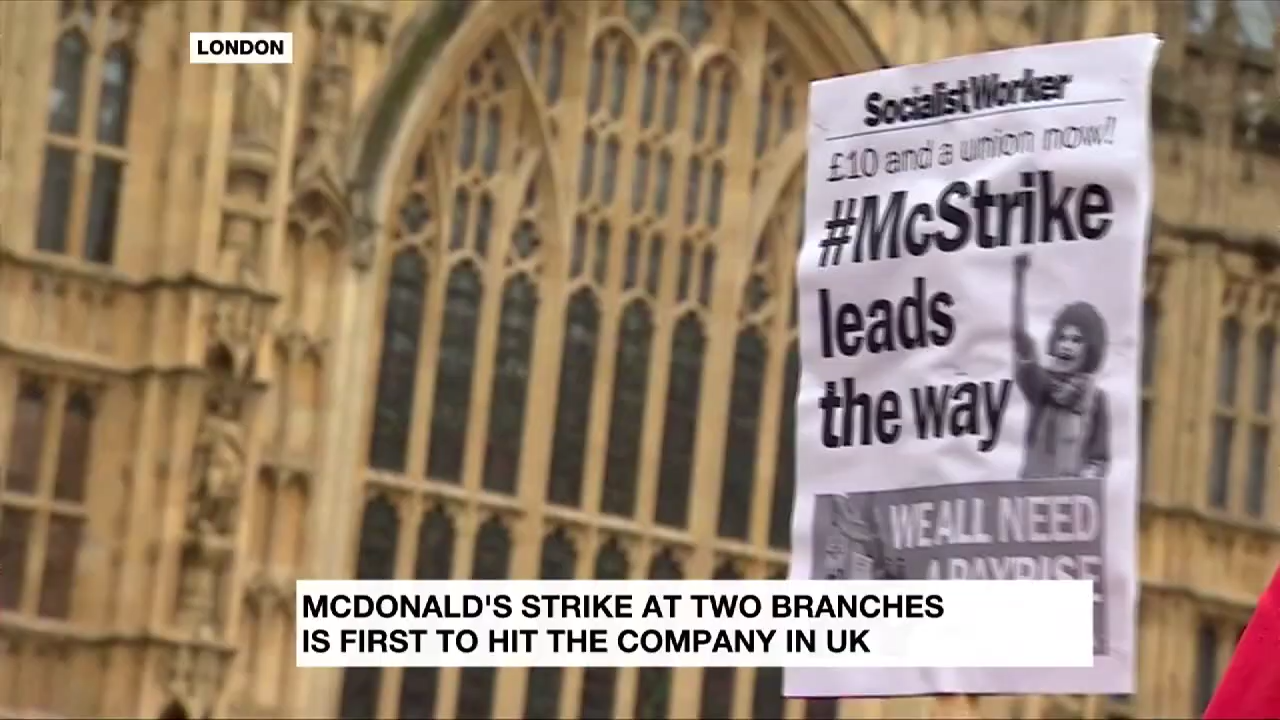 LONDON
SocialistWorker
£10 and a union now!
#McStrike
leads
the way
WE ALL NEED
A PAYRISE
MCDONALD'S STRIKE AT TWO BRANCHES
IS FIRST TO HIT THE COMPANY IN UK